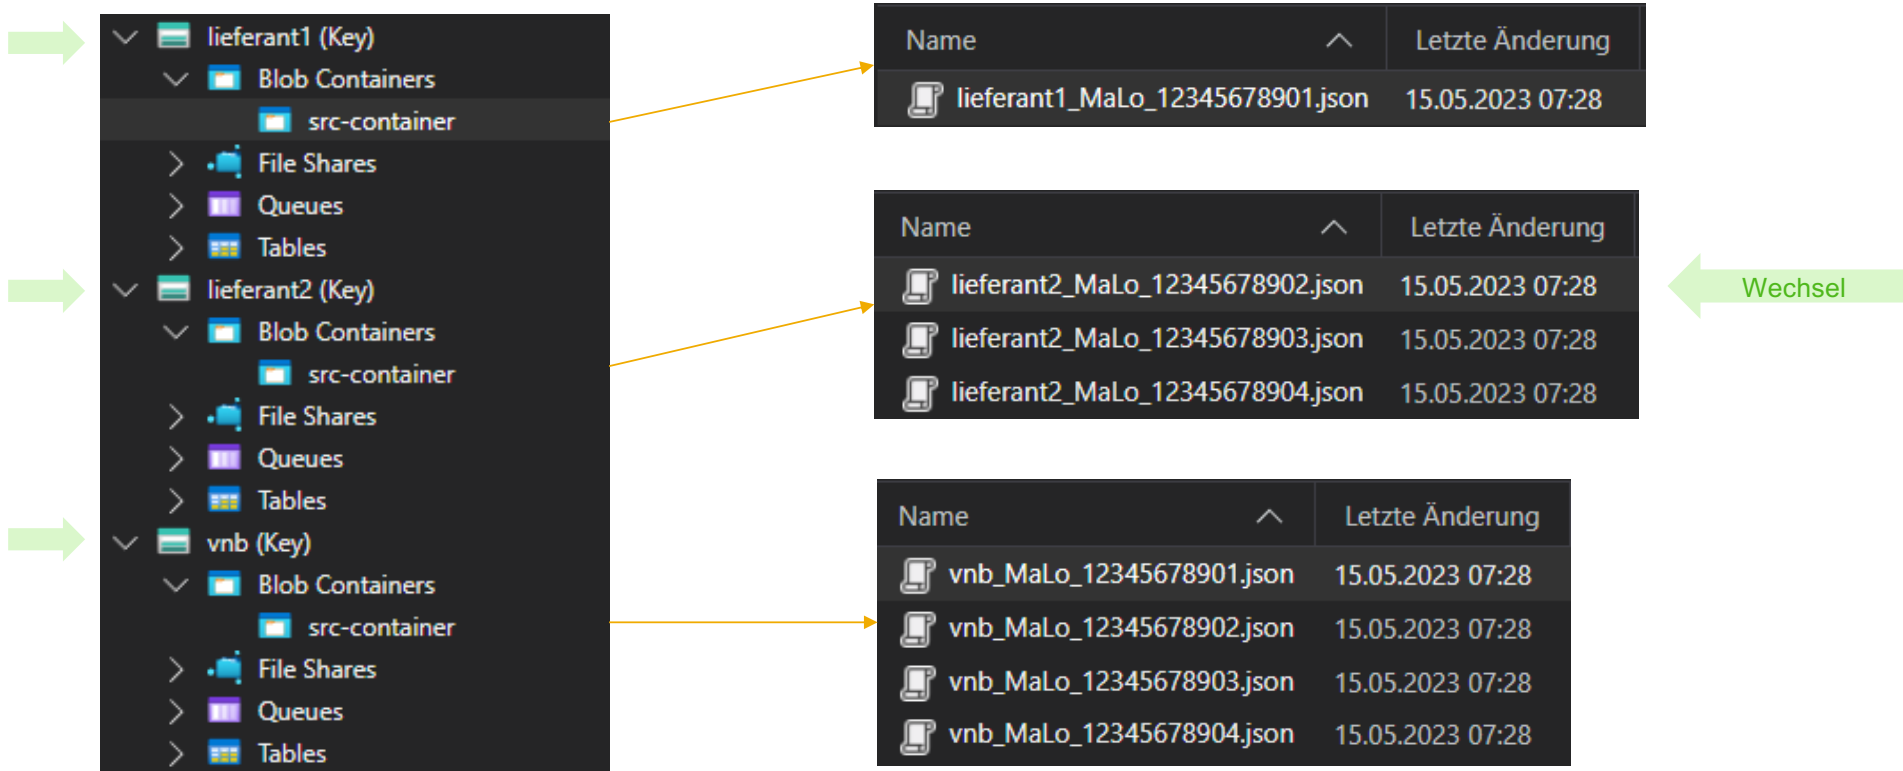 lieferant1 (Key)
Blob Containers
src-container
File Shares
Queues
Tables
lieferant2 (Key)
Blob Containers
src-container
File Shares
Queues
Tables
vnb (Key)
Blob Containers
src-container
File Shares
Queues
Tables
Name Letzte Änderung
lieferant1_MaLo_12345678901.json 15.05.2023 07:28
Name Letzte Änderung
lieferant2_MaLo_12345678902.json 15.05.2023 07:28
lieferant2_MaLo_12345678903.json 15.05.2023 07:28
lieferant2_MaLo_12345678904.json 15.05.2023 07:28
Wechsel
Name Letzte Änderung
vnb_MaLo_12345678901.json 15.05.2023 07:28
vnb_MaLo_12345678902.json 15.05.2023 07:28
vnb_MaLo_12345678903.json 15.05.2023 07:28
vnb_MaLo_12345678904.json 15.05.2023 07:28